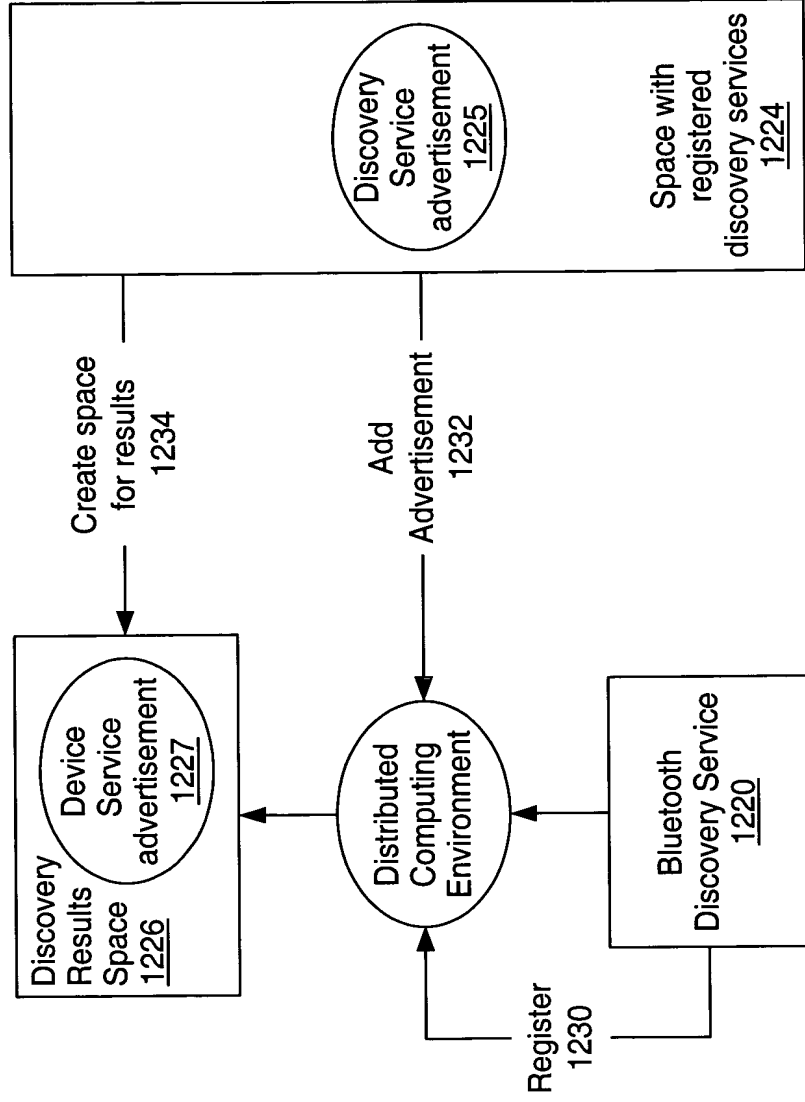 Discovery
Service
advertisement
1225
Space with
registered
discovery services
1224
Create space
for results
1234
Add
Advertisement
1232
Discovery
Results
Space
1226
Device
Service
advertisement
1227
Distributed
Computing
Environment
Bluetooth
Discovery Service
1220
Register
1230